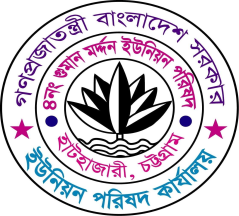 গণপ্রজাতন্ত্রী বাংলাদেশ সরকার
৪নং গুমান মর্দ্দন ইউনিয়ন পরিষদ
হাটহাজারী, চট্টগ্রাম
ইউনিয়ন পরিষদ কার্যালয়